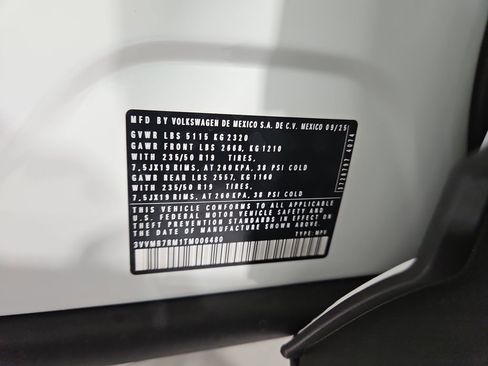 MFD BY VOLKSWAGEN DE MEXICO S.A. DE C.V. MEXICO 09/25
GVWR LBS 5115 KG 2320
GAWR FRONT LBS 2668, KG 1210
WITH 235/50 R19 TIRES,
7,5JX19 RIMS, AT 260 KPA, 38 PSI COLD
GAWR REAR LBS 2557, KG 1160
WITH 235/50 R19 TIRES,
7,5JX19 RIMS, AT 260 KPA, 38 PSI COLD
THIS VEHICLE CONFORMS TO ALL APPLICABLE
U.S. FEDERAL MOTOR VEHICLE SAFETY AND
THEFT PREVENTION STANDARDS IN EFFECT ON
THE DATE OF MANUFACTURE SHOWN ABOVE.
TYPE: MPV